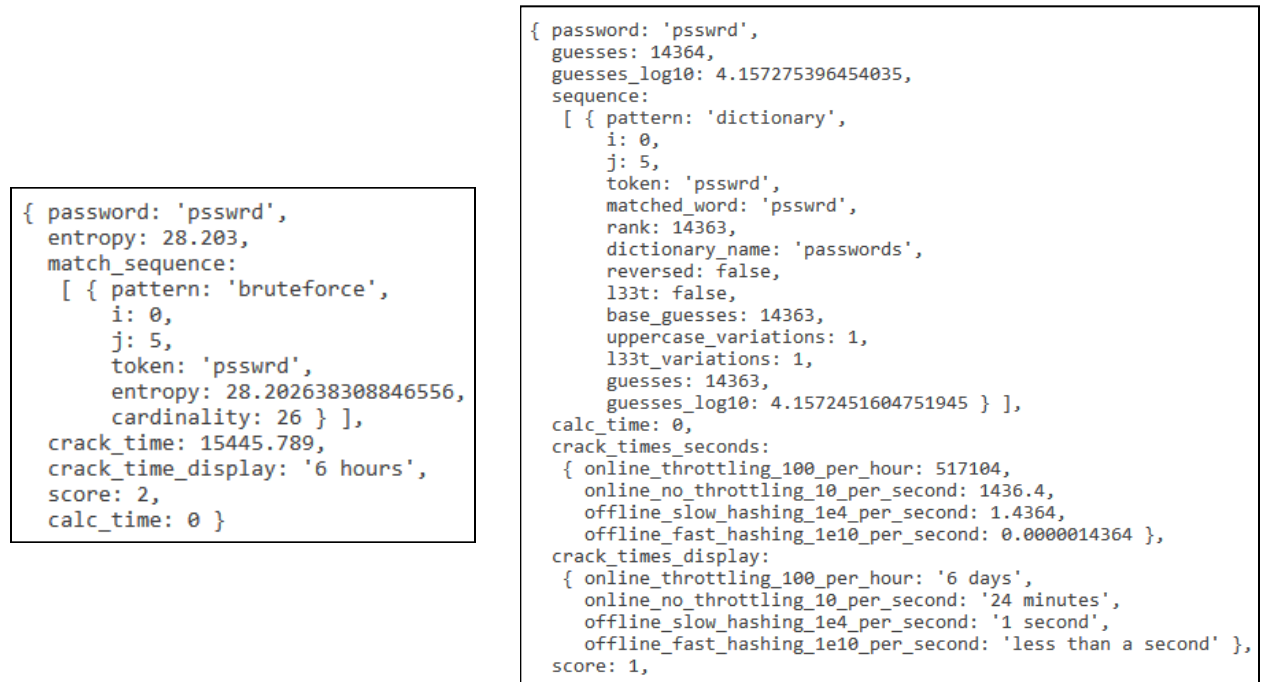 { password: 'psswrd',
entropy: 28.203,
match_sequence:
[ { pattern: 'bruteforce',
i: 0,
j: 5,
token: 'psswrd',
entropy: 28.202638308846556,
cardinality: 26 } ],
crack_time: 15445.789,
crack_time_display: '6 hours',
score: 2,
calc_time: 0 }
{ password: 'psswrd',
guesses: 14364,
guesses_log10: 4.157275396454035,
sequence:
[ { pattern: 'dictionary',
i: 0,
j: 5,
token: 'psswrd',
matched_word: 'psswrd',
rank: 14363,
dictionary_name: 'passwords',
reversed: false,
l33t: false,
base_guesses: 14363,
uppercase_variations: 1,
l33t_variations: 1,
guesses: 14363,
guesses_log10: 4.1572451604751945 } ],
calc_time: 0,
crack_times_seconds:
{ online_throttling_100_per_hour: 517104,
online_no_throttling_10_per_second: 1436.4,
offline_slow_hashing_1e4_per_second: 1.4364,
offline_fast_hashing_1e10_per_second: 0.0000014364 },
crack_times_display:
{ online_throttling_100_per_hour: '6 days',
online_no_throttling_10_per_second: '24 minutes',
offline_slow_hashing_1e4_per_second: '1 second',
offline_fast_hashing_1e10_per_second: 'less than a second' },
score: 1,